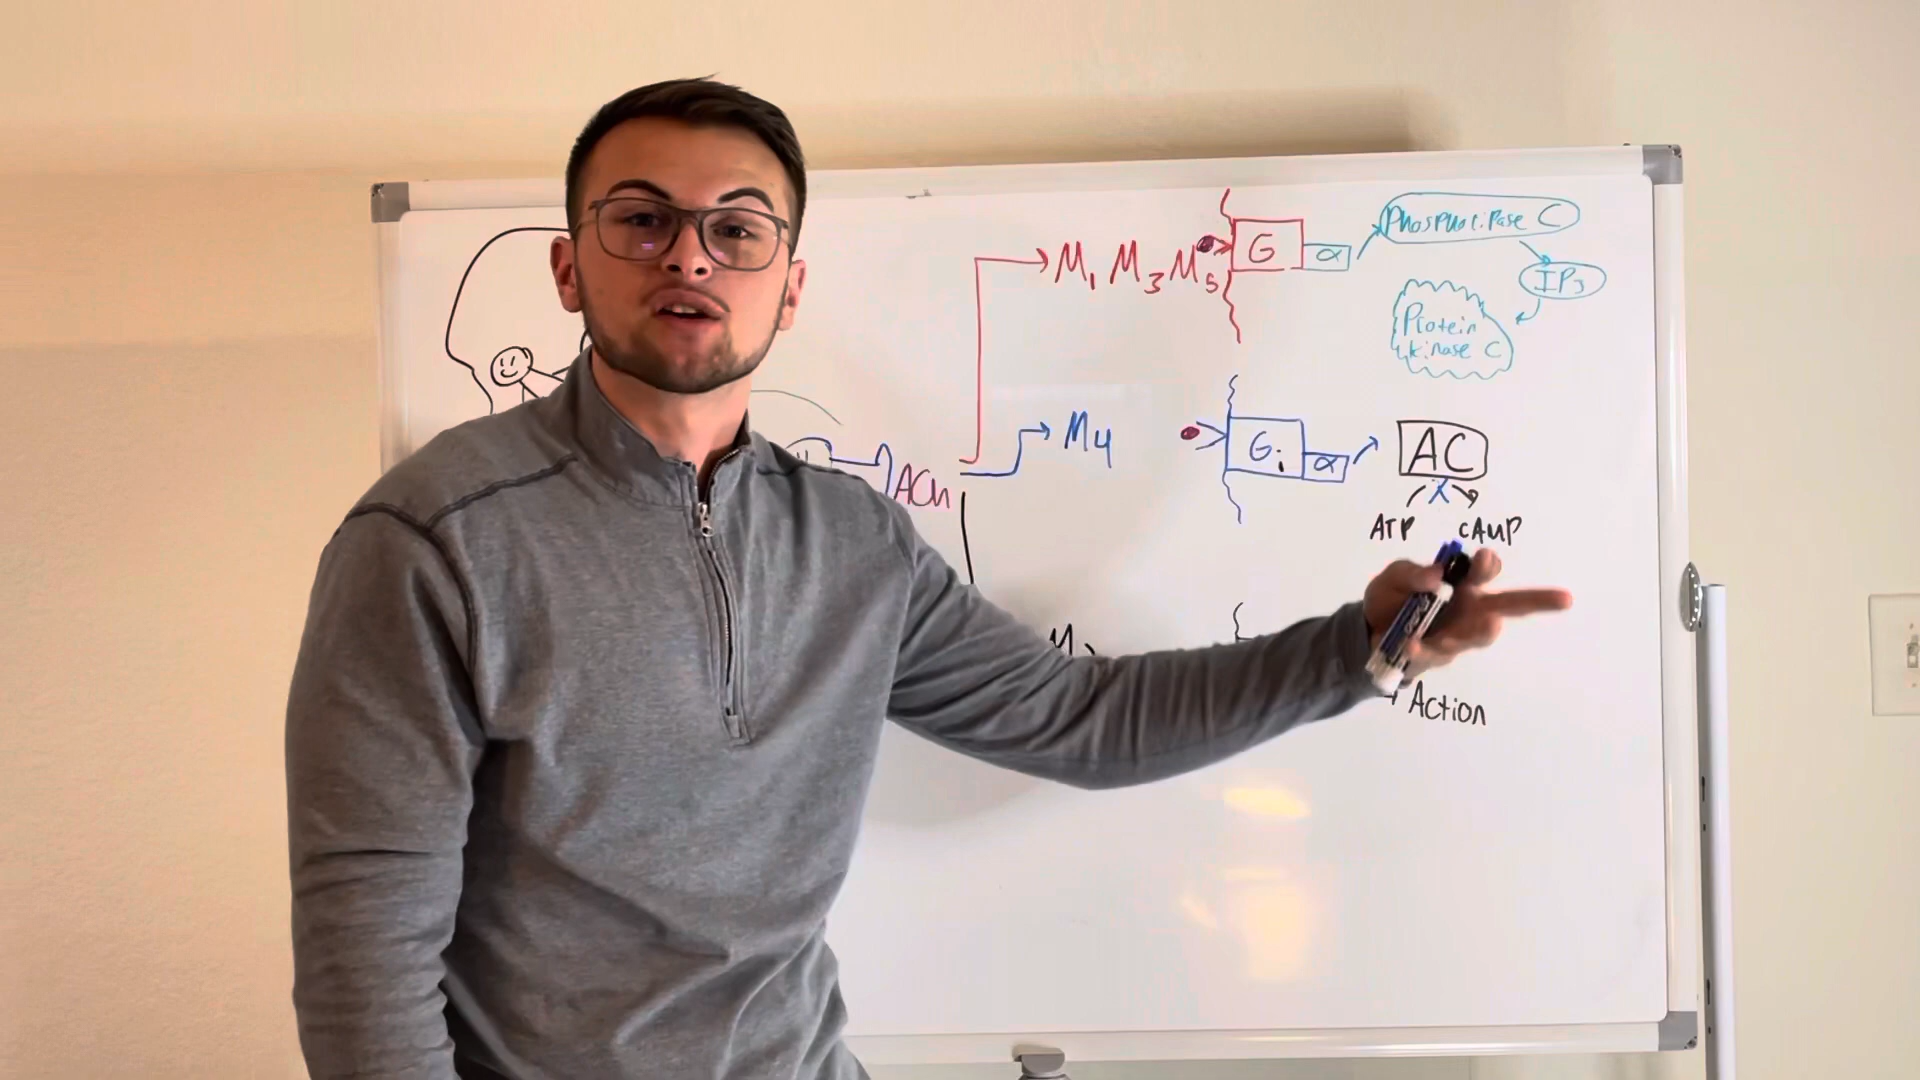 M1 M3 M5
G
α
Phospholipase C
IP3
Protein
kinase C
ACh
M4
Gi
α
AC
ATP
cAMP
Action